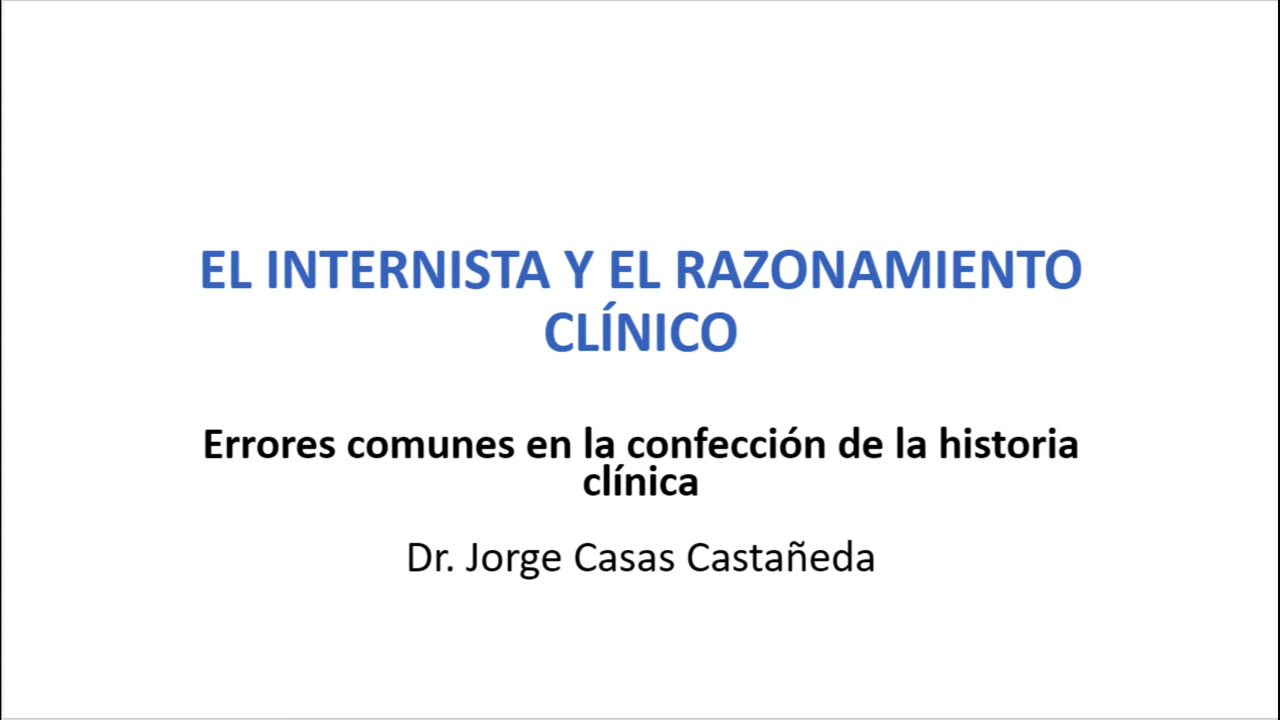 EL INTERNISTA Y EL RAZONAMIENTO
CLÍNICO
Errores comunes en la confección de la historia
clínica
Dr. Jorge Casas Castañeda